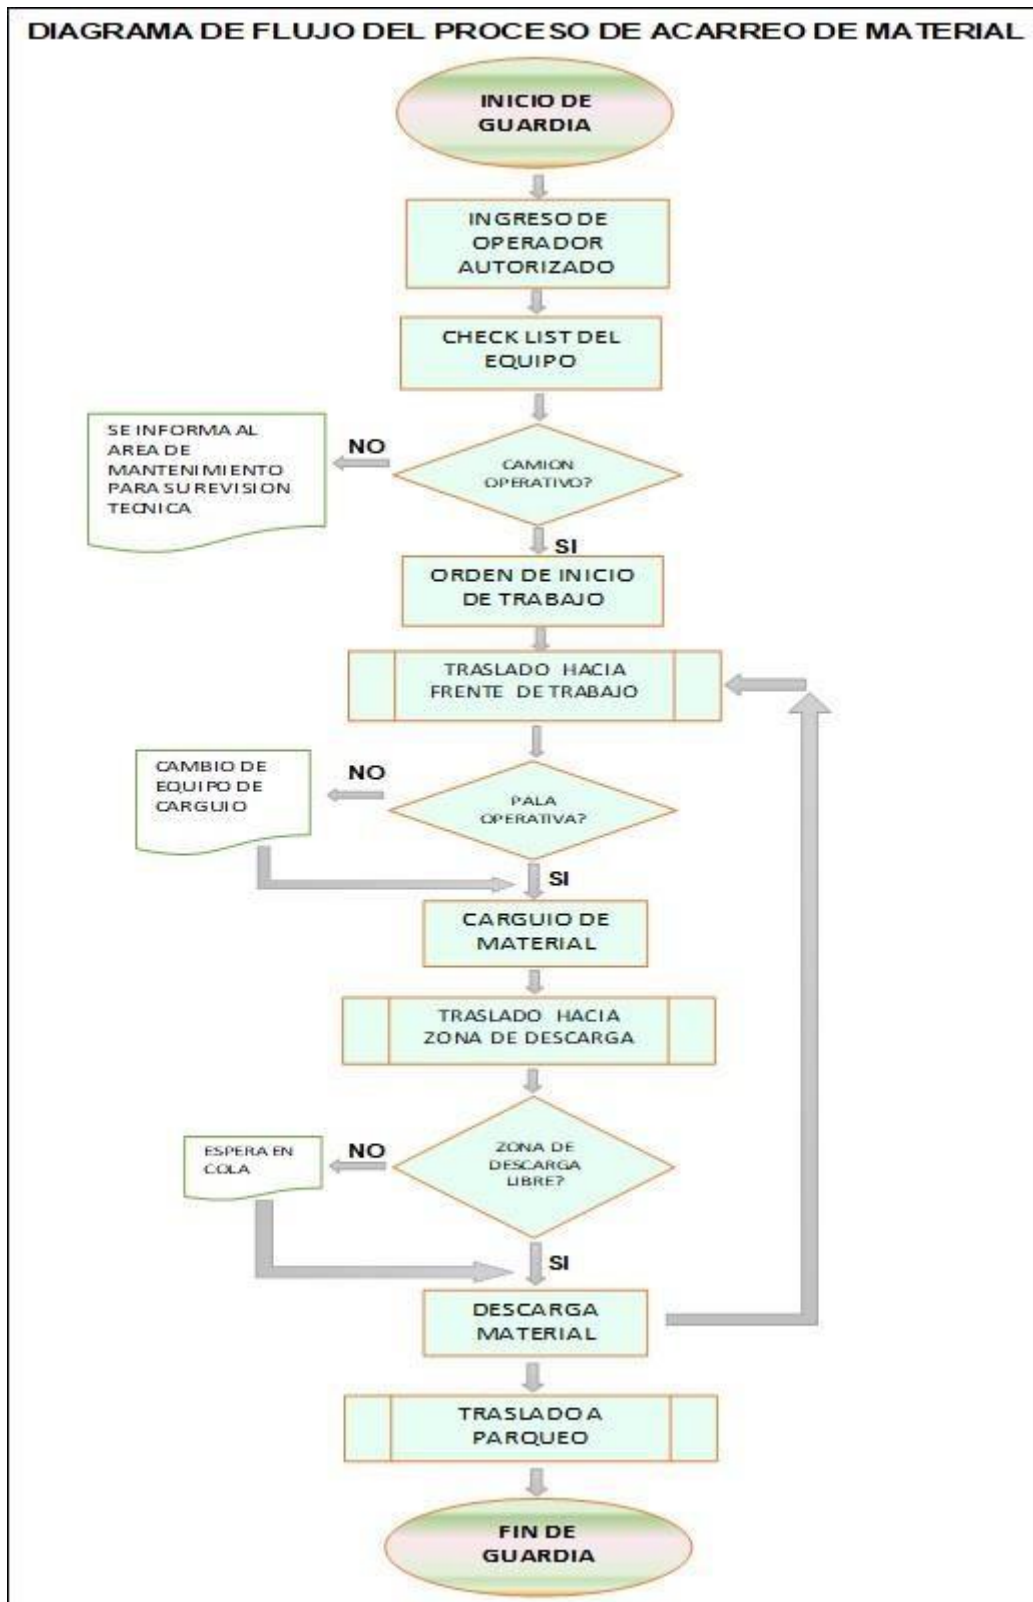 DIAGRAMA DE FLUJO DEL PROCESO DE ACARREO DE MATERIAL
INICIO DE
GUARDIA
INGRESO DE
OPERADOR
AUTORIZADO
CHECK LIST DEL
EQUIPO
CAMION
OPERATIVO?
NO
SE INFORMA AL
AREA DE
MANTENIMIENTO
PARA SU REVISION
TECNICA
SI
ORDEN DE INICIO
DE TRABAJO
TRASLADO HACIA
FRENTE DE TRABAJO
PALA
OPERATIVA?
NO
CAMBIO DE
EQUIPO DE
CARGUIO
SI
CARGUIO DE
MATERIAL
TRASLADO HACIA
ZONA DE DESCARGA
ZONA DE
DESCARGA
LIBRE?
NO
ESPERA EN
COLA
SI
DESCARGA
MATERIAL
TRASLADO A
PARQUEO
FIN DE
GUARDIA